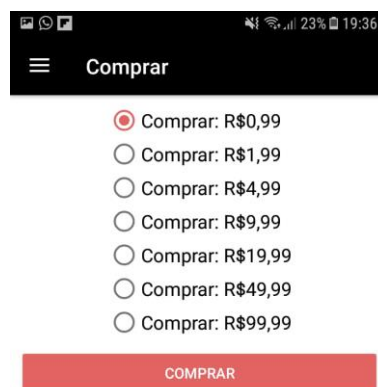 23% 19:36
Comprar
Comprar: R$0,99
Comprar: R$1,99
Comprar: R$4,99
Comprar: R$9,99
Comprar: R$19,99
Comprar: R$49,99
Comprar: R$99,99
COMPRAR